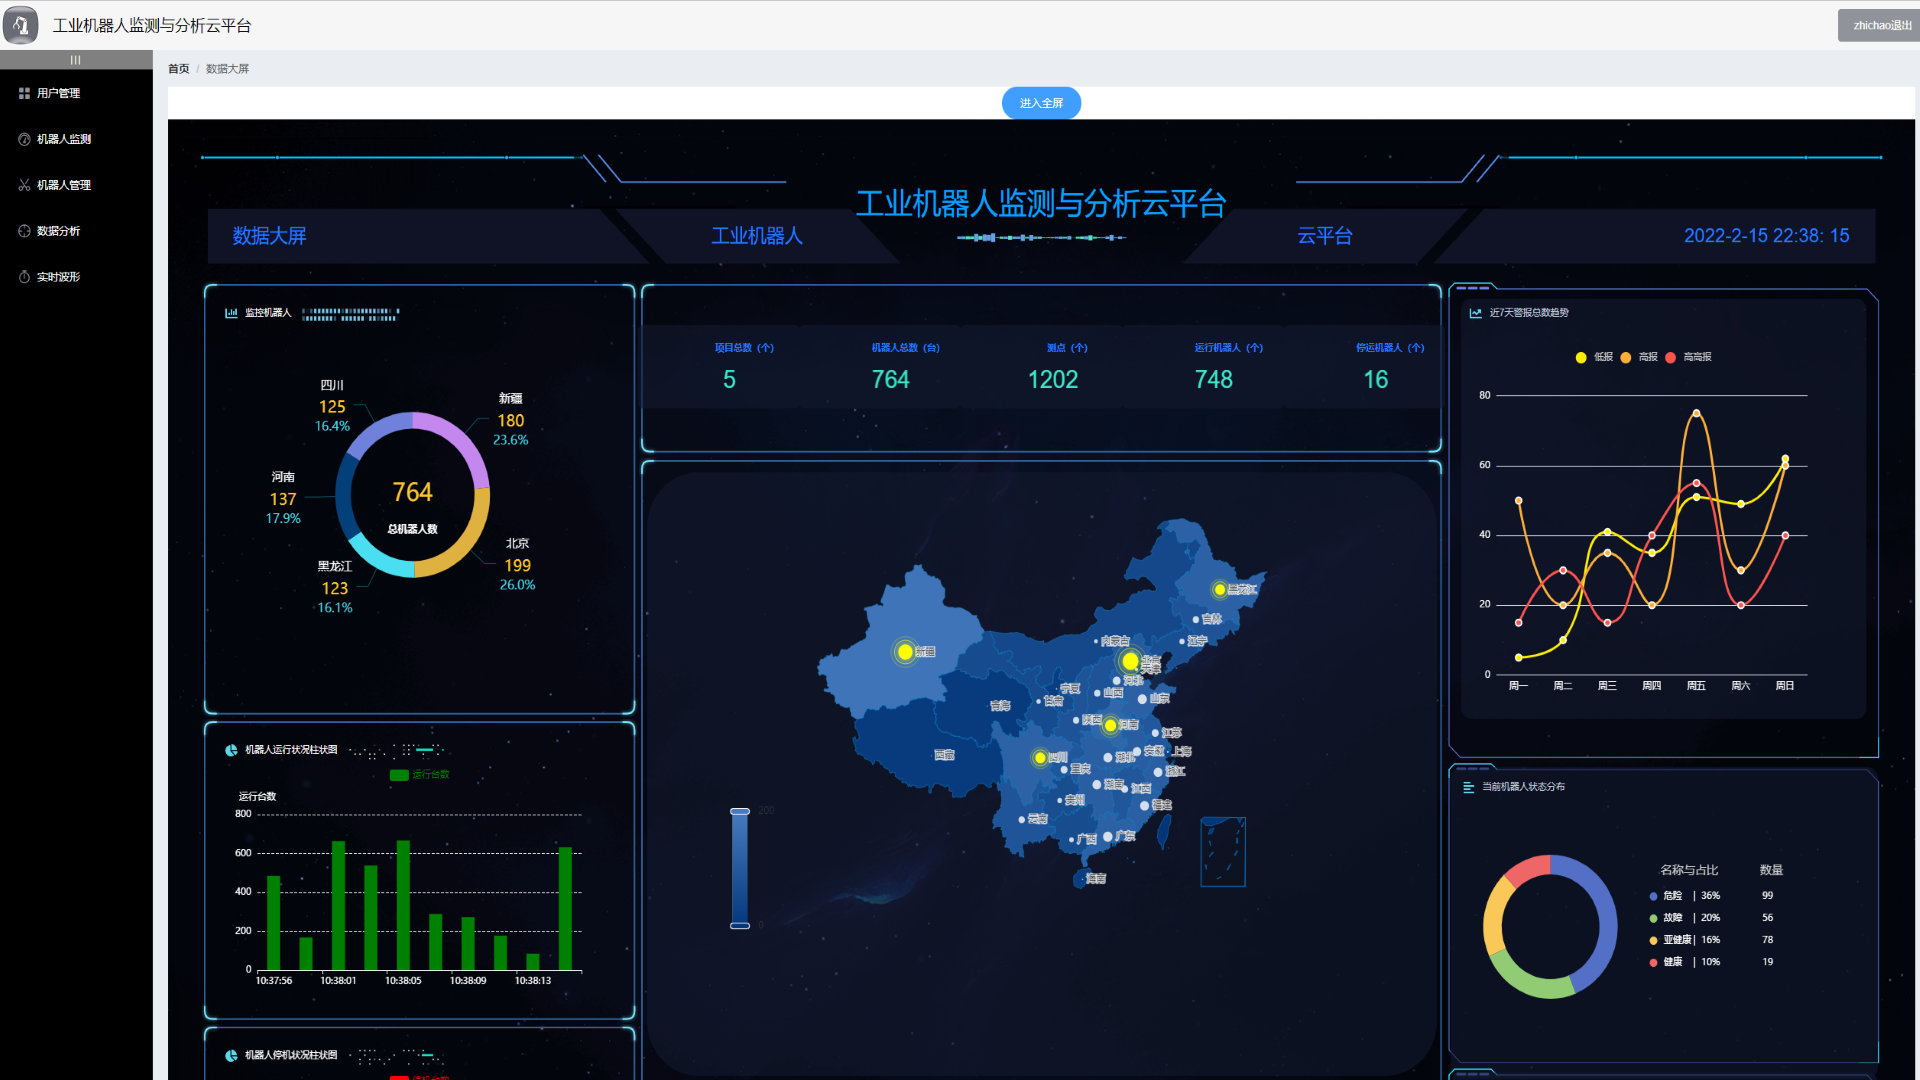 工业机器人监测与分析云平台
zhichao退出
首页 / 数据大屏
用户管理
机器人监测
机器人管理
数据分析
实时波形
进入全屏
工业机器人监测与分析云平台
数据大屏
工业机器人
云平台
2022-2-15 22:38: 15
监控机器人
四川
125
16.4%
新疆
180
23.6%
河南
137
17.9%
764
总机器人数
黑龙江
123
16.1%
北京
199
26.0%
机器人运行状况柱状图
运行台数
运行台数
800
600
400
200
0
10:37:56 10:38:01 10:38:05 10:38:09 10:38:13
机器人停机状况柱状图
停机台数
项目总数（个） 机器人总数（台） 测点（个） 运行机器人（个） 停运机器人（个）
5 764 1202 748 16
黑龙江
吉林
辽宁
内蒙古
新疆
北京
天津
河北
宁夏
山西
山东
甘肃
青海
陕西
河南
江苏
西藏
安徽
上海
四川
湖北
重庆
浙江
湖南
江西
贵州
福建
云南
广西
广东
海南
200
0
近7天警报总数趋势
低报 高报 高高报
80
60
40
20
0
周一 周二 周三 周四 周五 周六 周日
当前机器人状态分布
名称与占比 数量
危险 | 36% 99
故障 | 20% 56
亚健康 | 16% 78
健康 | 10% 19